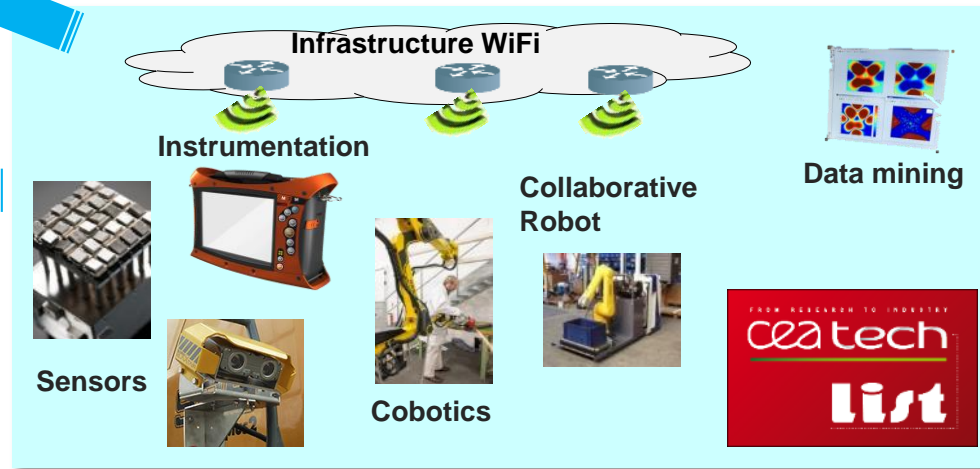 Infrastructure WiFi
Instrumentation
Data mining
Collaborative
Robot
Sensors
Cobotics
FROM RESEARCH TO INDUSTRY
cea tech
list